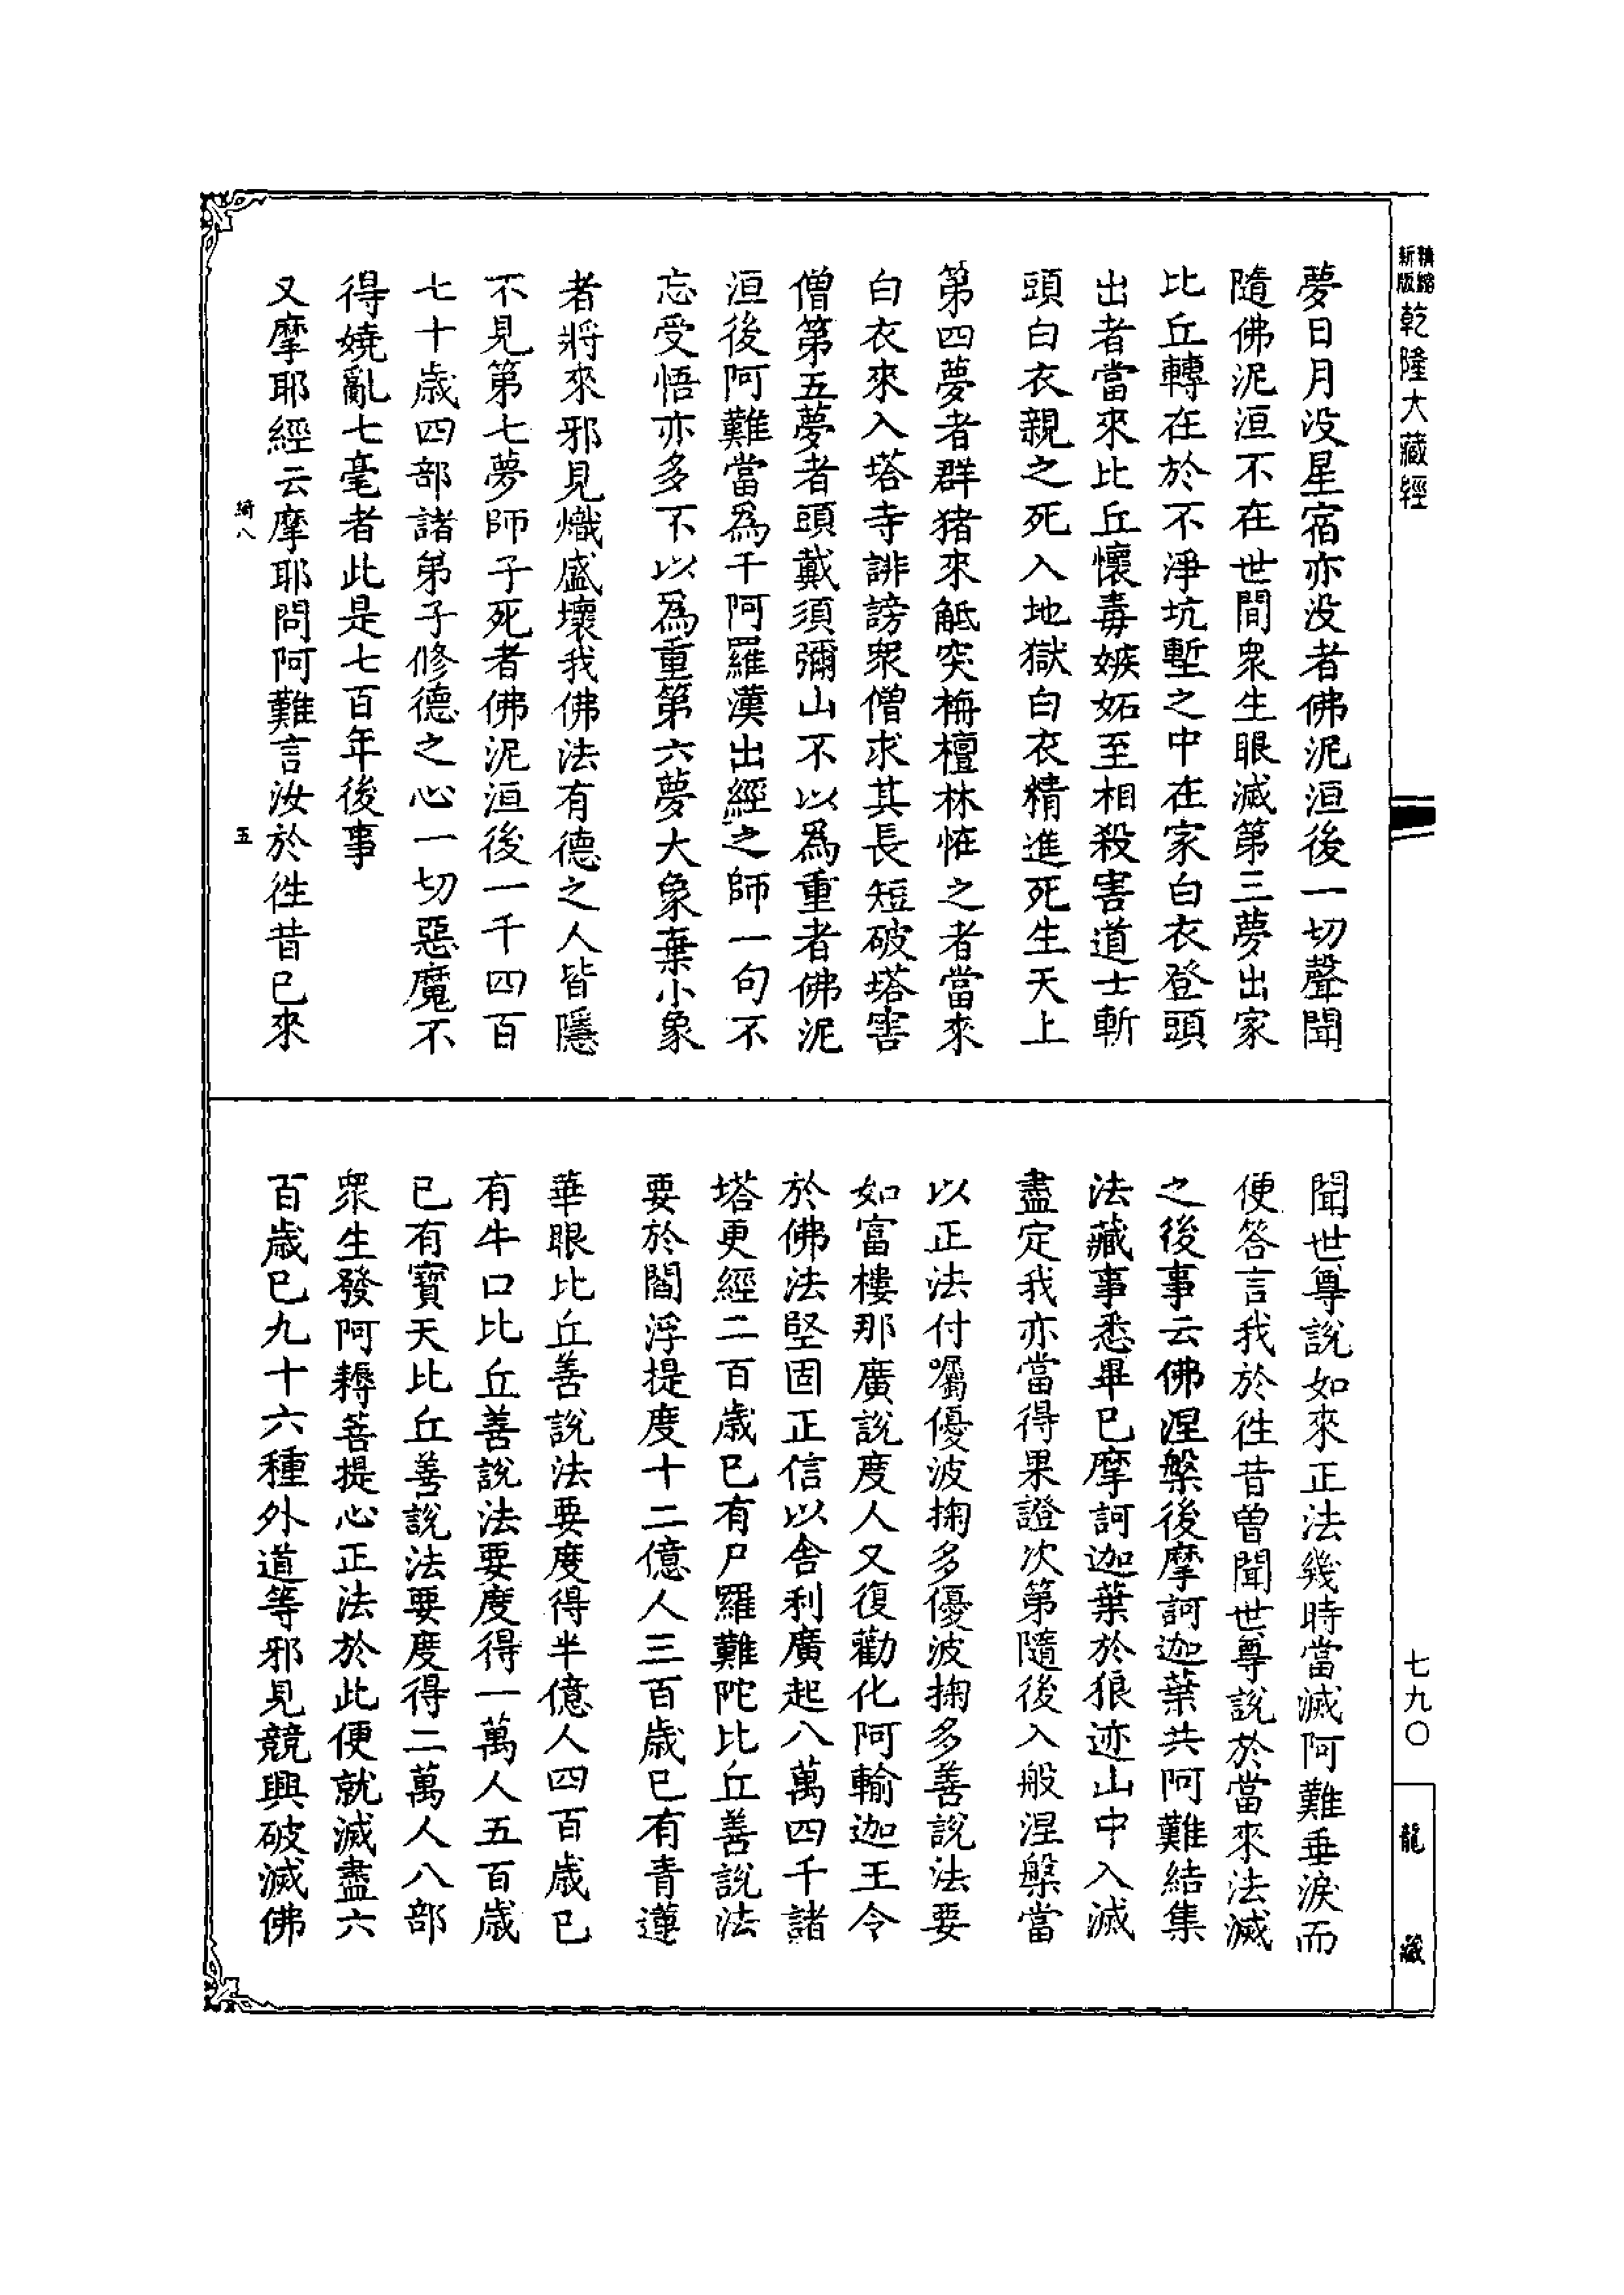 精縮新版乾隆大藏經
七九〇
龍藏
夢日月没星宿亦没者佛泥洹後一切聲聞
隨佛泥洹不在世間衆生眼滅第三夢出家
比丘轉在於不淨坑塹之中在家白衣登頭
出者當來比丘懷毒嫉妬至相殺害道士斬
頭白衣親之死入地獄白衣精進死生天上
第四夢者群猪來觝突栴檀林恠之者當來
白衣來入塔寺誹謗衆僧求其長短破塔害
僧第五夢者頭戴須彌山不以爲重者佛泥
洹後阿難當爲千阿羅漢出經之師一句不
忘受悟亦多不以爲重第六夢大象棄小象
者將來邪見熾盛壞我佛法有德之人皆隱
不見第七夢師子死者佛泥洹後一千四百
七十歲四部諸弟子修德之心一切惡魔不
得嬈亂七毫者此是七百年後事
又摩耶經云摩耶問阿難言汝於徃昔已來
綺八
五
聞世尊說如來正法幾時當滅阿難垂淚而
便答言我於徃昔曾聞世尊說於當來法滅
之後事云佛涅槃後摩訶迦葉共阿難結集
法藏事悉畢已摩訶迦葉於狼迹山中入滅
盡定我亦當得果證次第隨後入般涅槃當
以正法付囑優波掬多優波掬多善說法要
如富樓那廣說度人又復勸化阿輸迦王令
於佛法堅固正信以舍利廣起八萬四千諸
塔更經二百歲已有尸羅難陀比丘善說法
要於閻浮提度十二億人三百歲已有青蓮
華眼比丘善說法要度得半億人四百歲已
有牛口比丘善說法要度得一萬人五百歲
已有寶天比丘善說法要度得二萬人八部
衆生發阿耨菩提心正法於此便就滅盡六
百歲已九十六種外道等邪見競興破滅佛